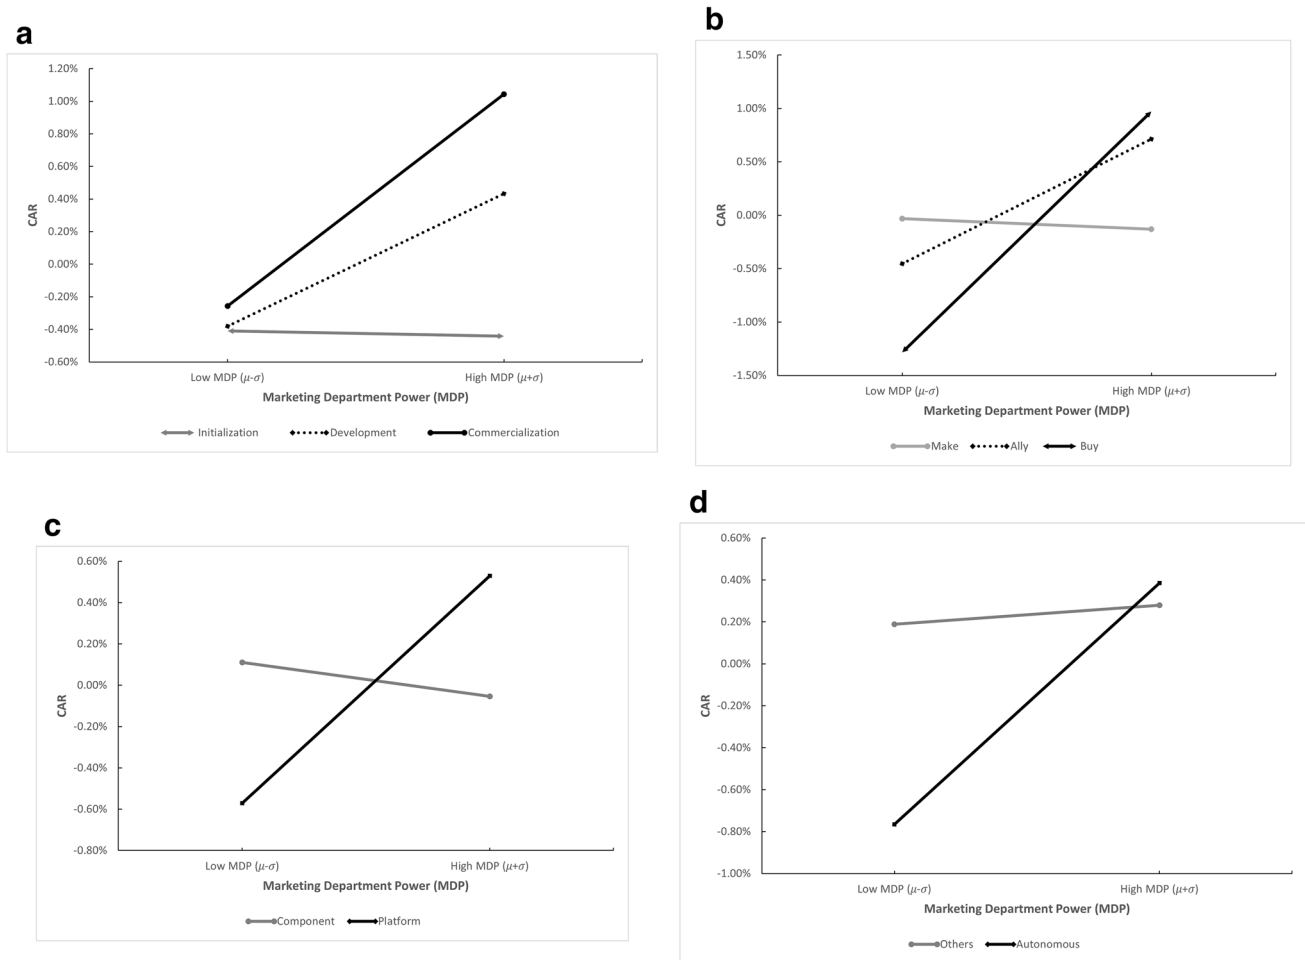 a
1.20%
1.00%
0.80%
0.60%
0.40%
0.20%
0.00%
-0.20%
-0.40%
-0.60%
CAR
Low MDP (μ-σ) High MDP (μ+σ)
Marketing Department Power (MDP)
Initialization Development Commercialization
b
1.50%
1.00%
0.50%
0.00%
-0.50%
-1.00%
-1.50%
CAR
Low MDP (μ-σ) High MDP (μ+σ)
Marketing Department Power (MDP)
Make Ally Buy
c
0.60%
0.40%
0.20%
0.00%
-0.20%
-0.40%
-0.60%
-0.80%
CAR
Low MDP (μ-σ) High MDP (μ+σ)
Marketing Department Power (MDP)
Component Platform
d
0.60%
0.40%
0.20%
0.00%
-0.20%
-0.40%
-0.60%
-0.80%
-1.00%
CAR
Low MDP (μ-σ) High MDP (μ+σ)
Marketing Department Power (MDP)
Others Autonomous